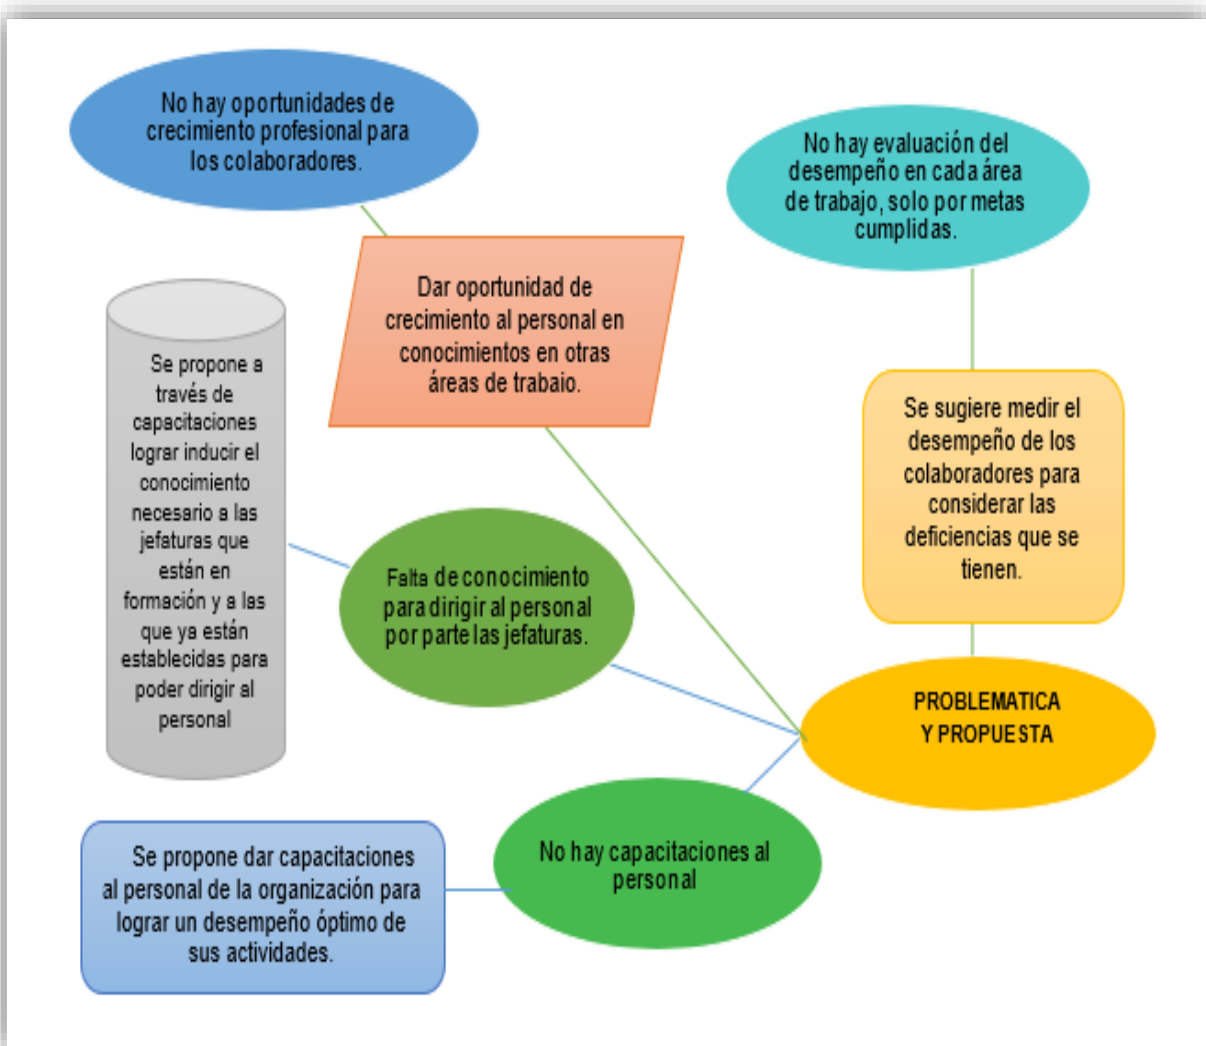 No hay oportunidades de
crecimiento profesional para
los colaboradores.
No hay evaluación del
desempeño en cada área
de trabajo, solo por metas
cumplidas.
Dar oportunidad de
crecimiento al personal en
conocimientos en otras
áreas de trabaio.
Se propone a
través de
capacitaciones
lograr inducir el
conocimiento
necesario a las
jefaturas que
están en
formación y a las
que ya están
establecidas para
poder dirigir al
personal
Se sugiere medir el
desempeño de los
colaboradores para
considerar las
deficiencias que se
tienen.
Falta de conocimiento
para dirigir al personal
por parte las jefaturas.
PROBLEMATICA
Y PROPUESTA
No hay capacitaciones al
personal
Se propone dar capacitaciones
al personal de la organización para
lograr un desempeño óptimo de
sus actividades.